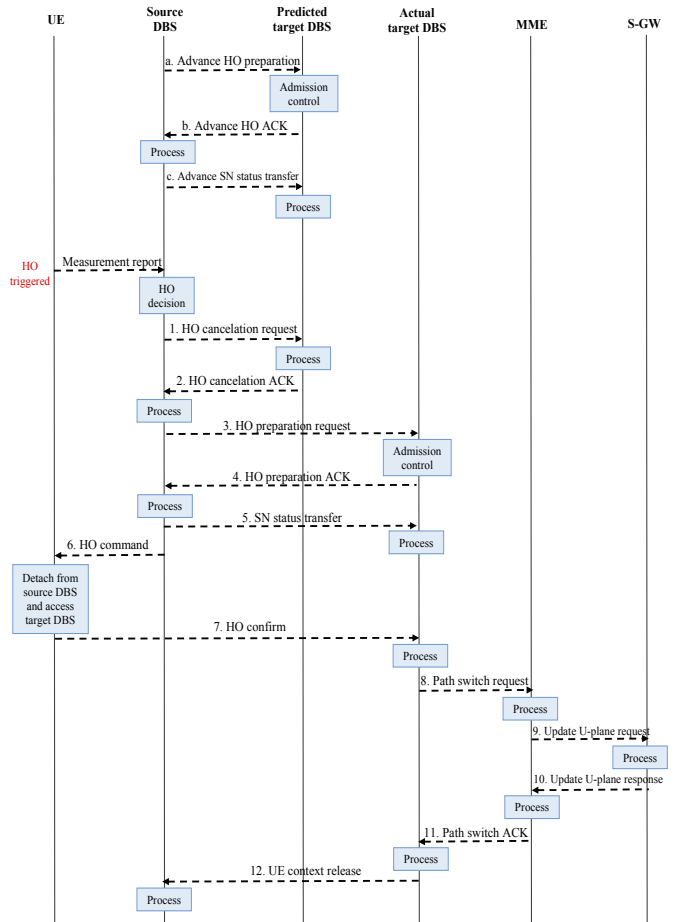 UE
Source
DBS
Predicted
target DBS
Actual
target DBS
MME
S-GW
a. Advance HO preparation
Admission
control
b. Advance HO ACK
Process
c. Advance SN status transfer
Process
HO
triggered
Measurement report
HO
decision
1. HO cancelation request
Process
2. HO cancelation ACK
Process
3. HO preparation request
Admission
control
4. HO preparation ACK
Process
5. SN status transfer
Process
6. HO command
Detach from
source DBS
and access
target DBS
7. HO confirm
Process
8. Path switch request
Process
9. Update U-plane request
Process
10. Update U-plane response
Process
11. Path switch ACK
Process
12. UE context release
Process